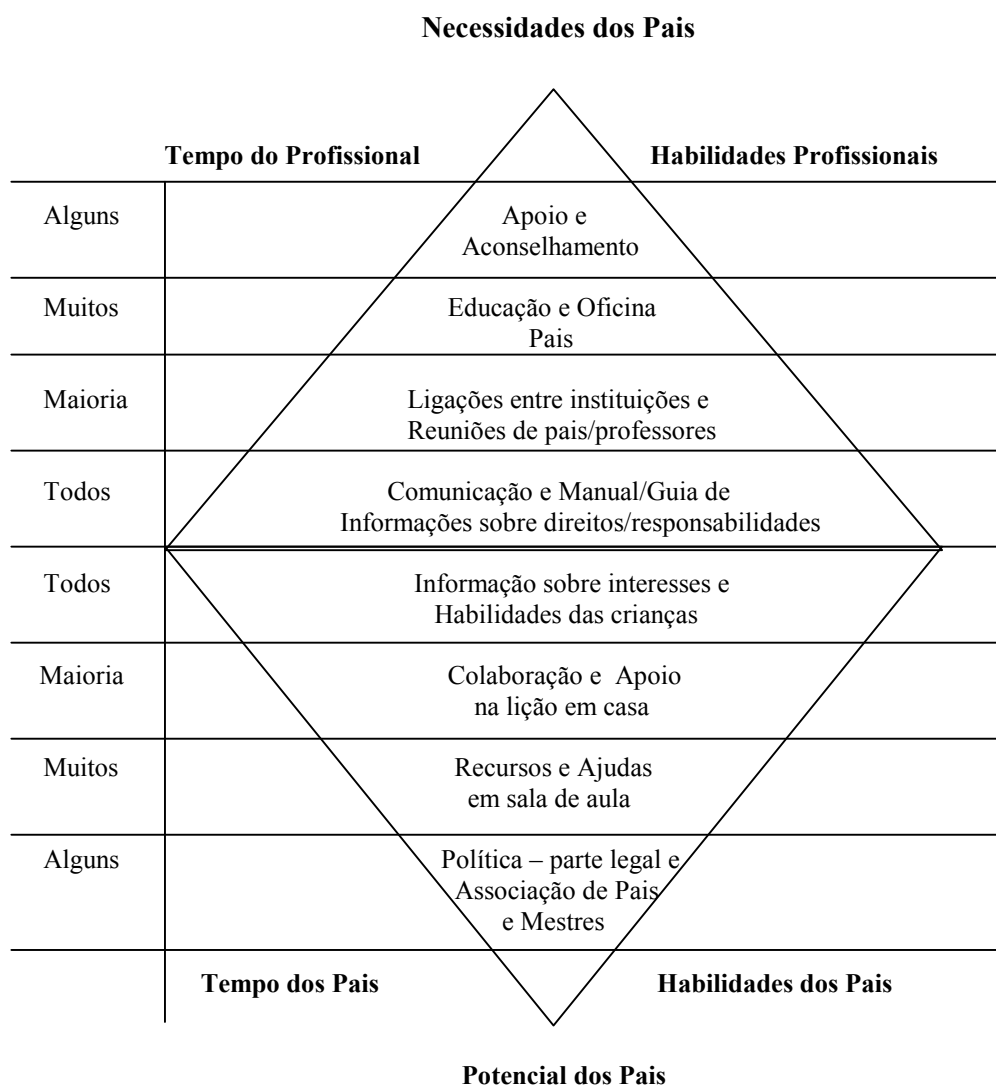 Necessidades dos Pais
Tempo do Profissional
Habilidades Profissionais
Alguns
Apoio e
Aconselhamento
Muitos
Educação e Oficina
Pais
Maioria
Ligações entre instituições e
Reuniões de pais/professores
Todos
Comunicação e Manual/Guia de
Informações sobre direitos/responsabilidades
Todos
Informação sobre interesses e
Habilidades das crianças
Maioria
Colaboração e Apoio
na lição em casa
Muitos
Recursos e Ajudas
em sala de aula
Alguns
Política – parte legal e
Associação de Pais
e Mestres
Tempo dos Pais
Habilidades dos Pais
Potencial dos Pais